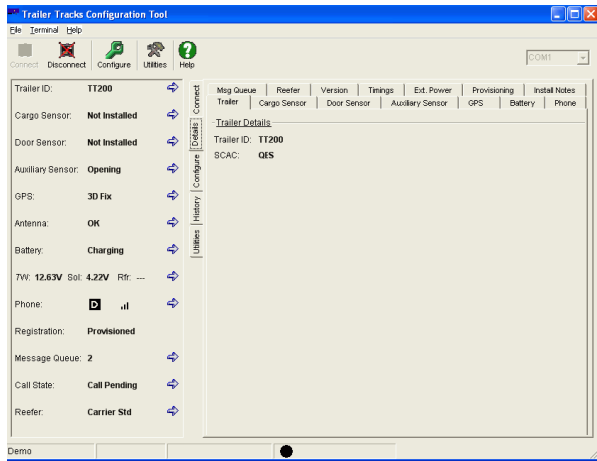 Trailer Tracks Configuration Tool
File Terminal Help
Connect Disconnect Configure Utilities Help
COM1
Trailer ID: TT200
Cargo Sensor: Not Installed
Door Sensor: Not Installed
Auxiliary Sensor: Opening
GPS: 3D Fix
Antenna: OK
Battery: Charging
7W: 12.63V Sol: 4.22V Rfr: ---
Phone: D
Registration: Provisioned
Message Queue: 2
Call State: Call Pending
Reefer: Carrier Std
Connect
Details
Configure
History
Utilities
Msg Queue Reefer Version Timings Ext. Power Provisioning Install Notes
Trailer Cargo Sensor Door Sensor Auxiliary Sensor GPS Battery Phone
Trailer Details
Trailer ID: TT200
SCAC: QES
Demo